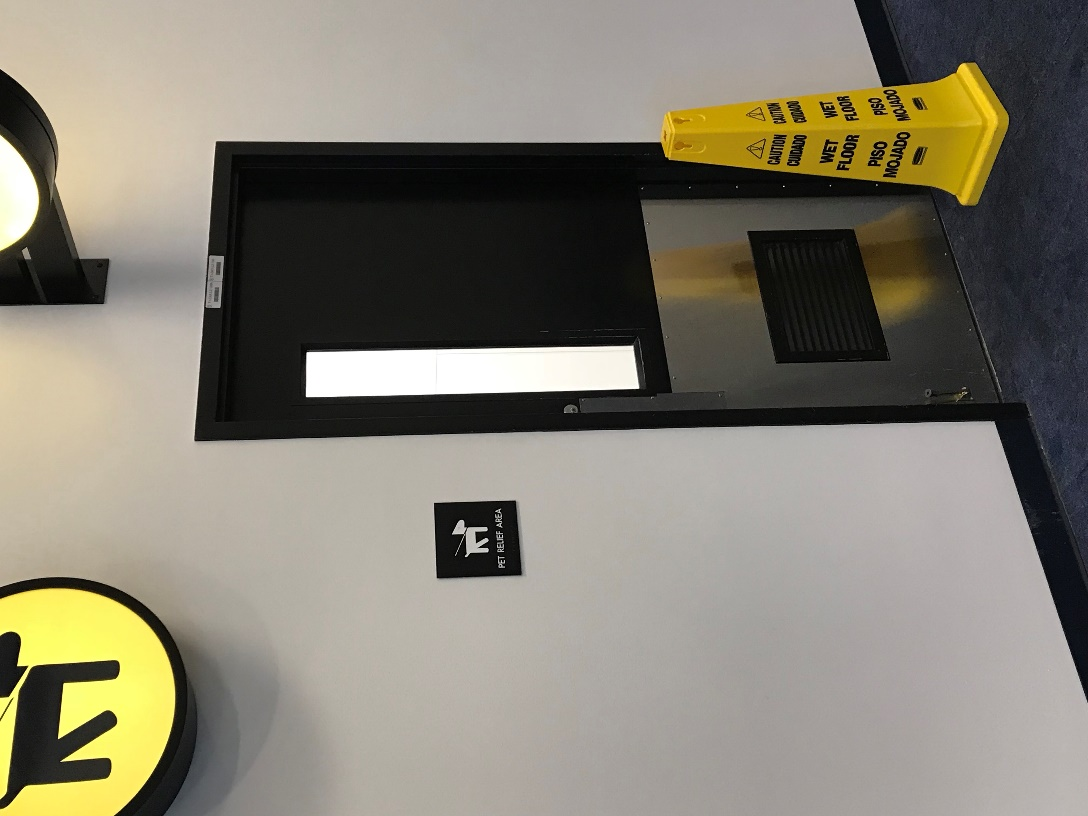 CAUTION
CUIDADO
WET
FLOOR
PISO
MOJADO
CAUTION
CUIDADO
WET
FLOOR
PISO
MOJADO
PET RELIEF AREA